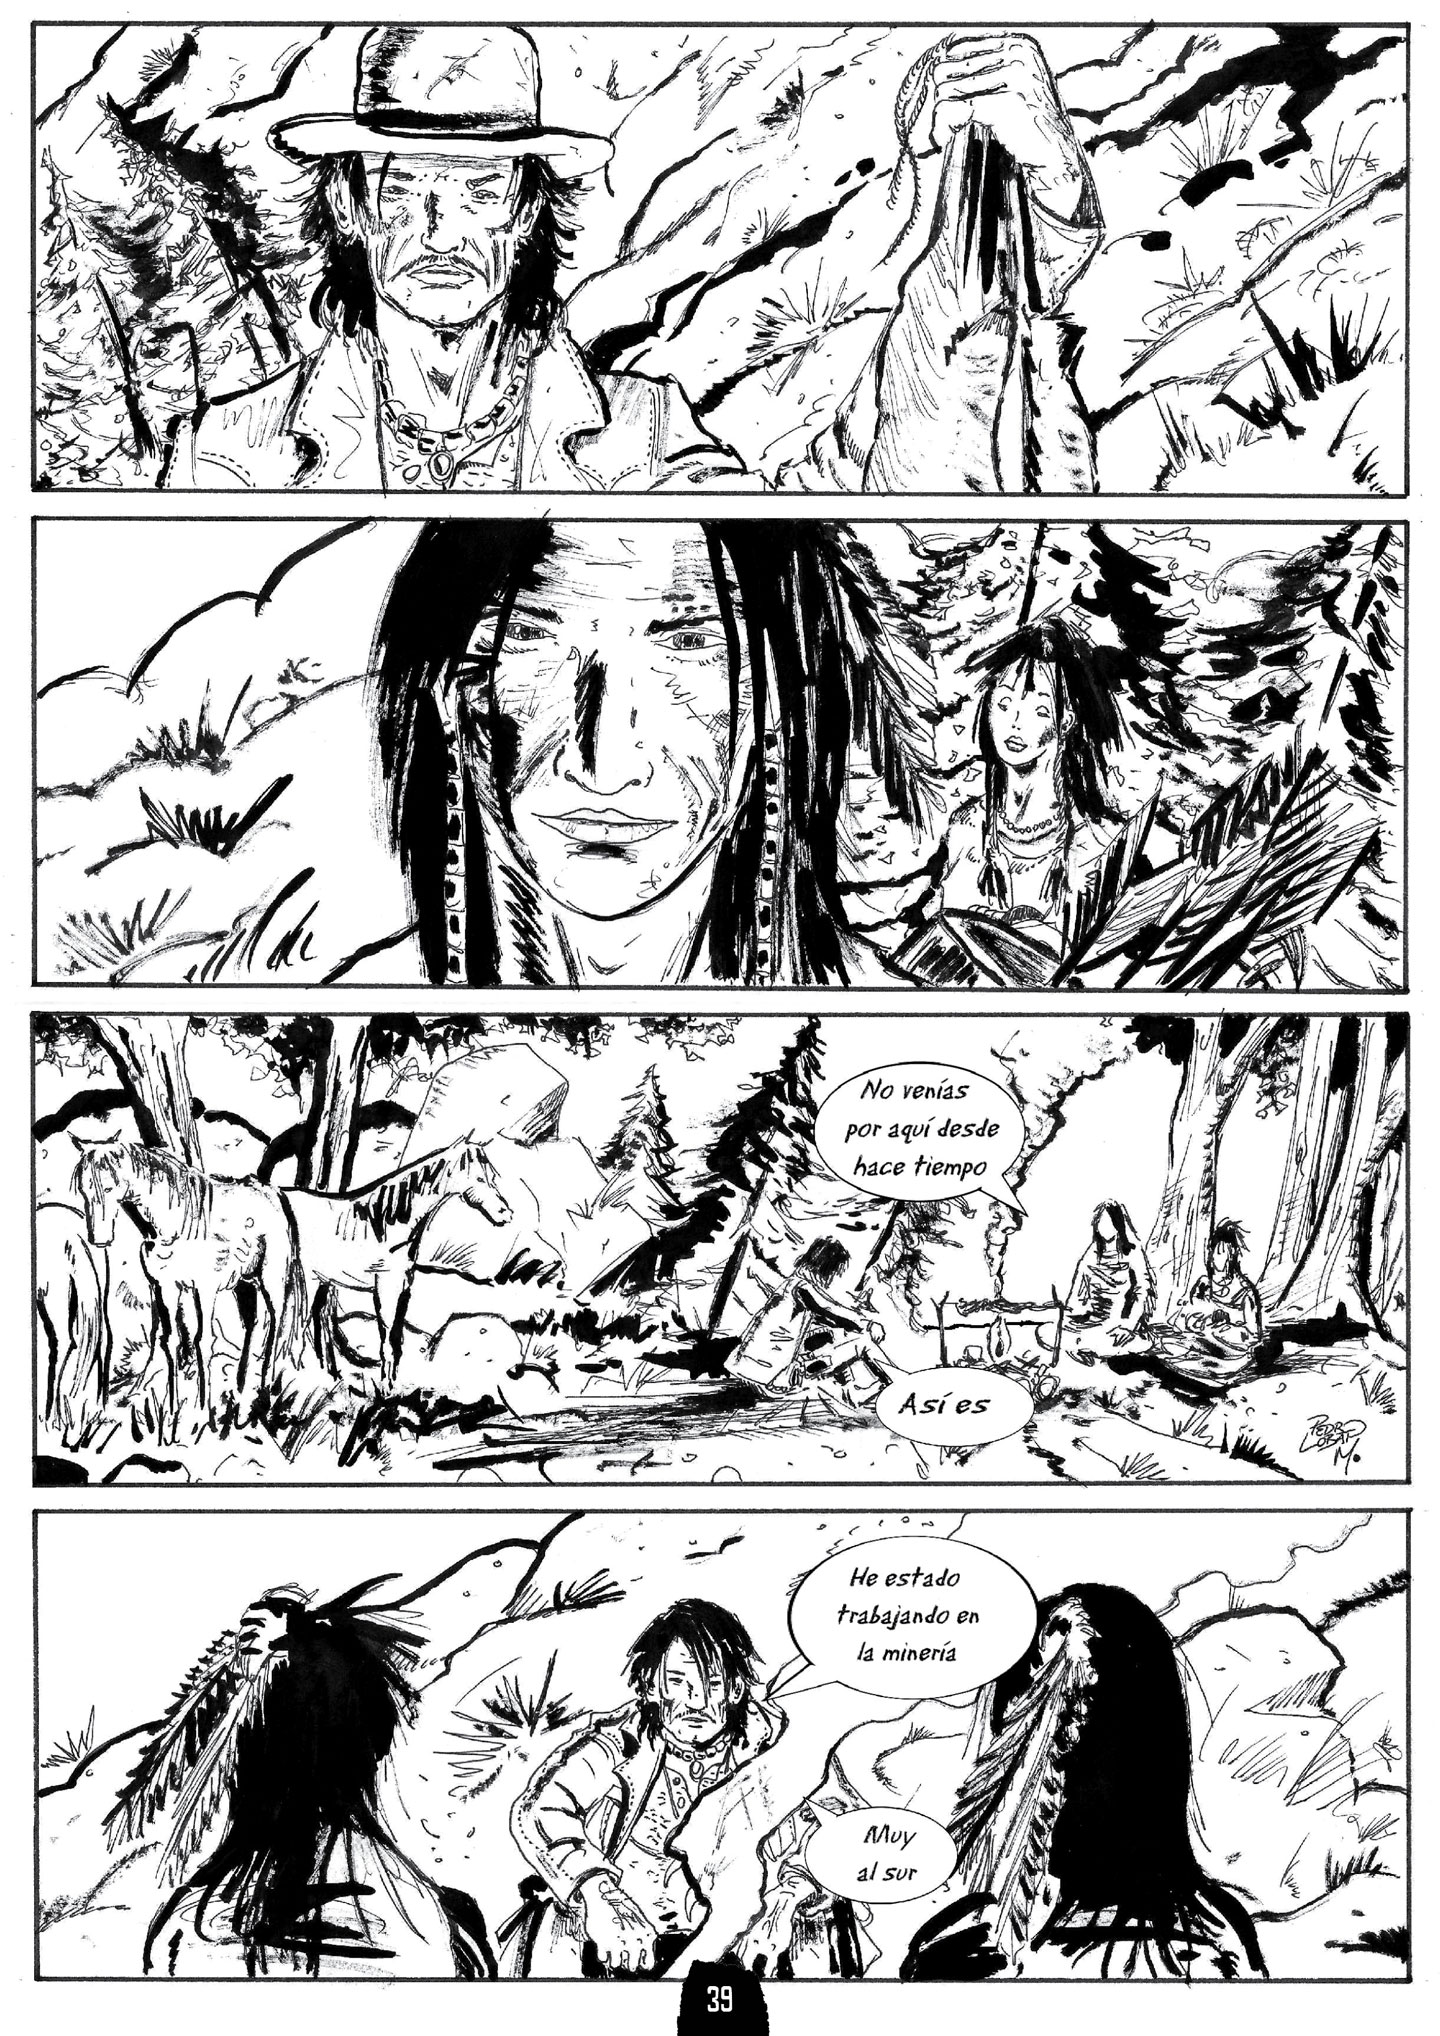 No venías
por aquí desde
hace tiempo
Así es
PEDRO
M.
He estado
trabajando en
la minería
Muy
al sur
39